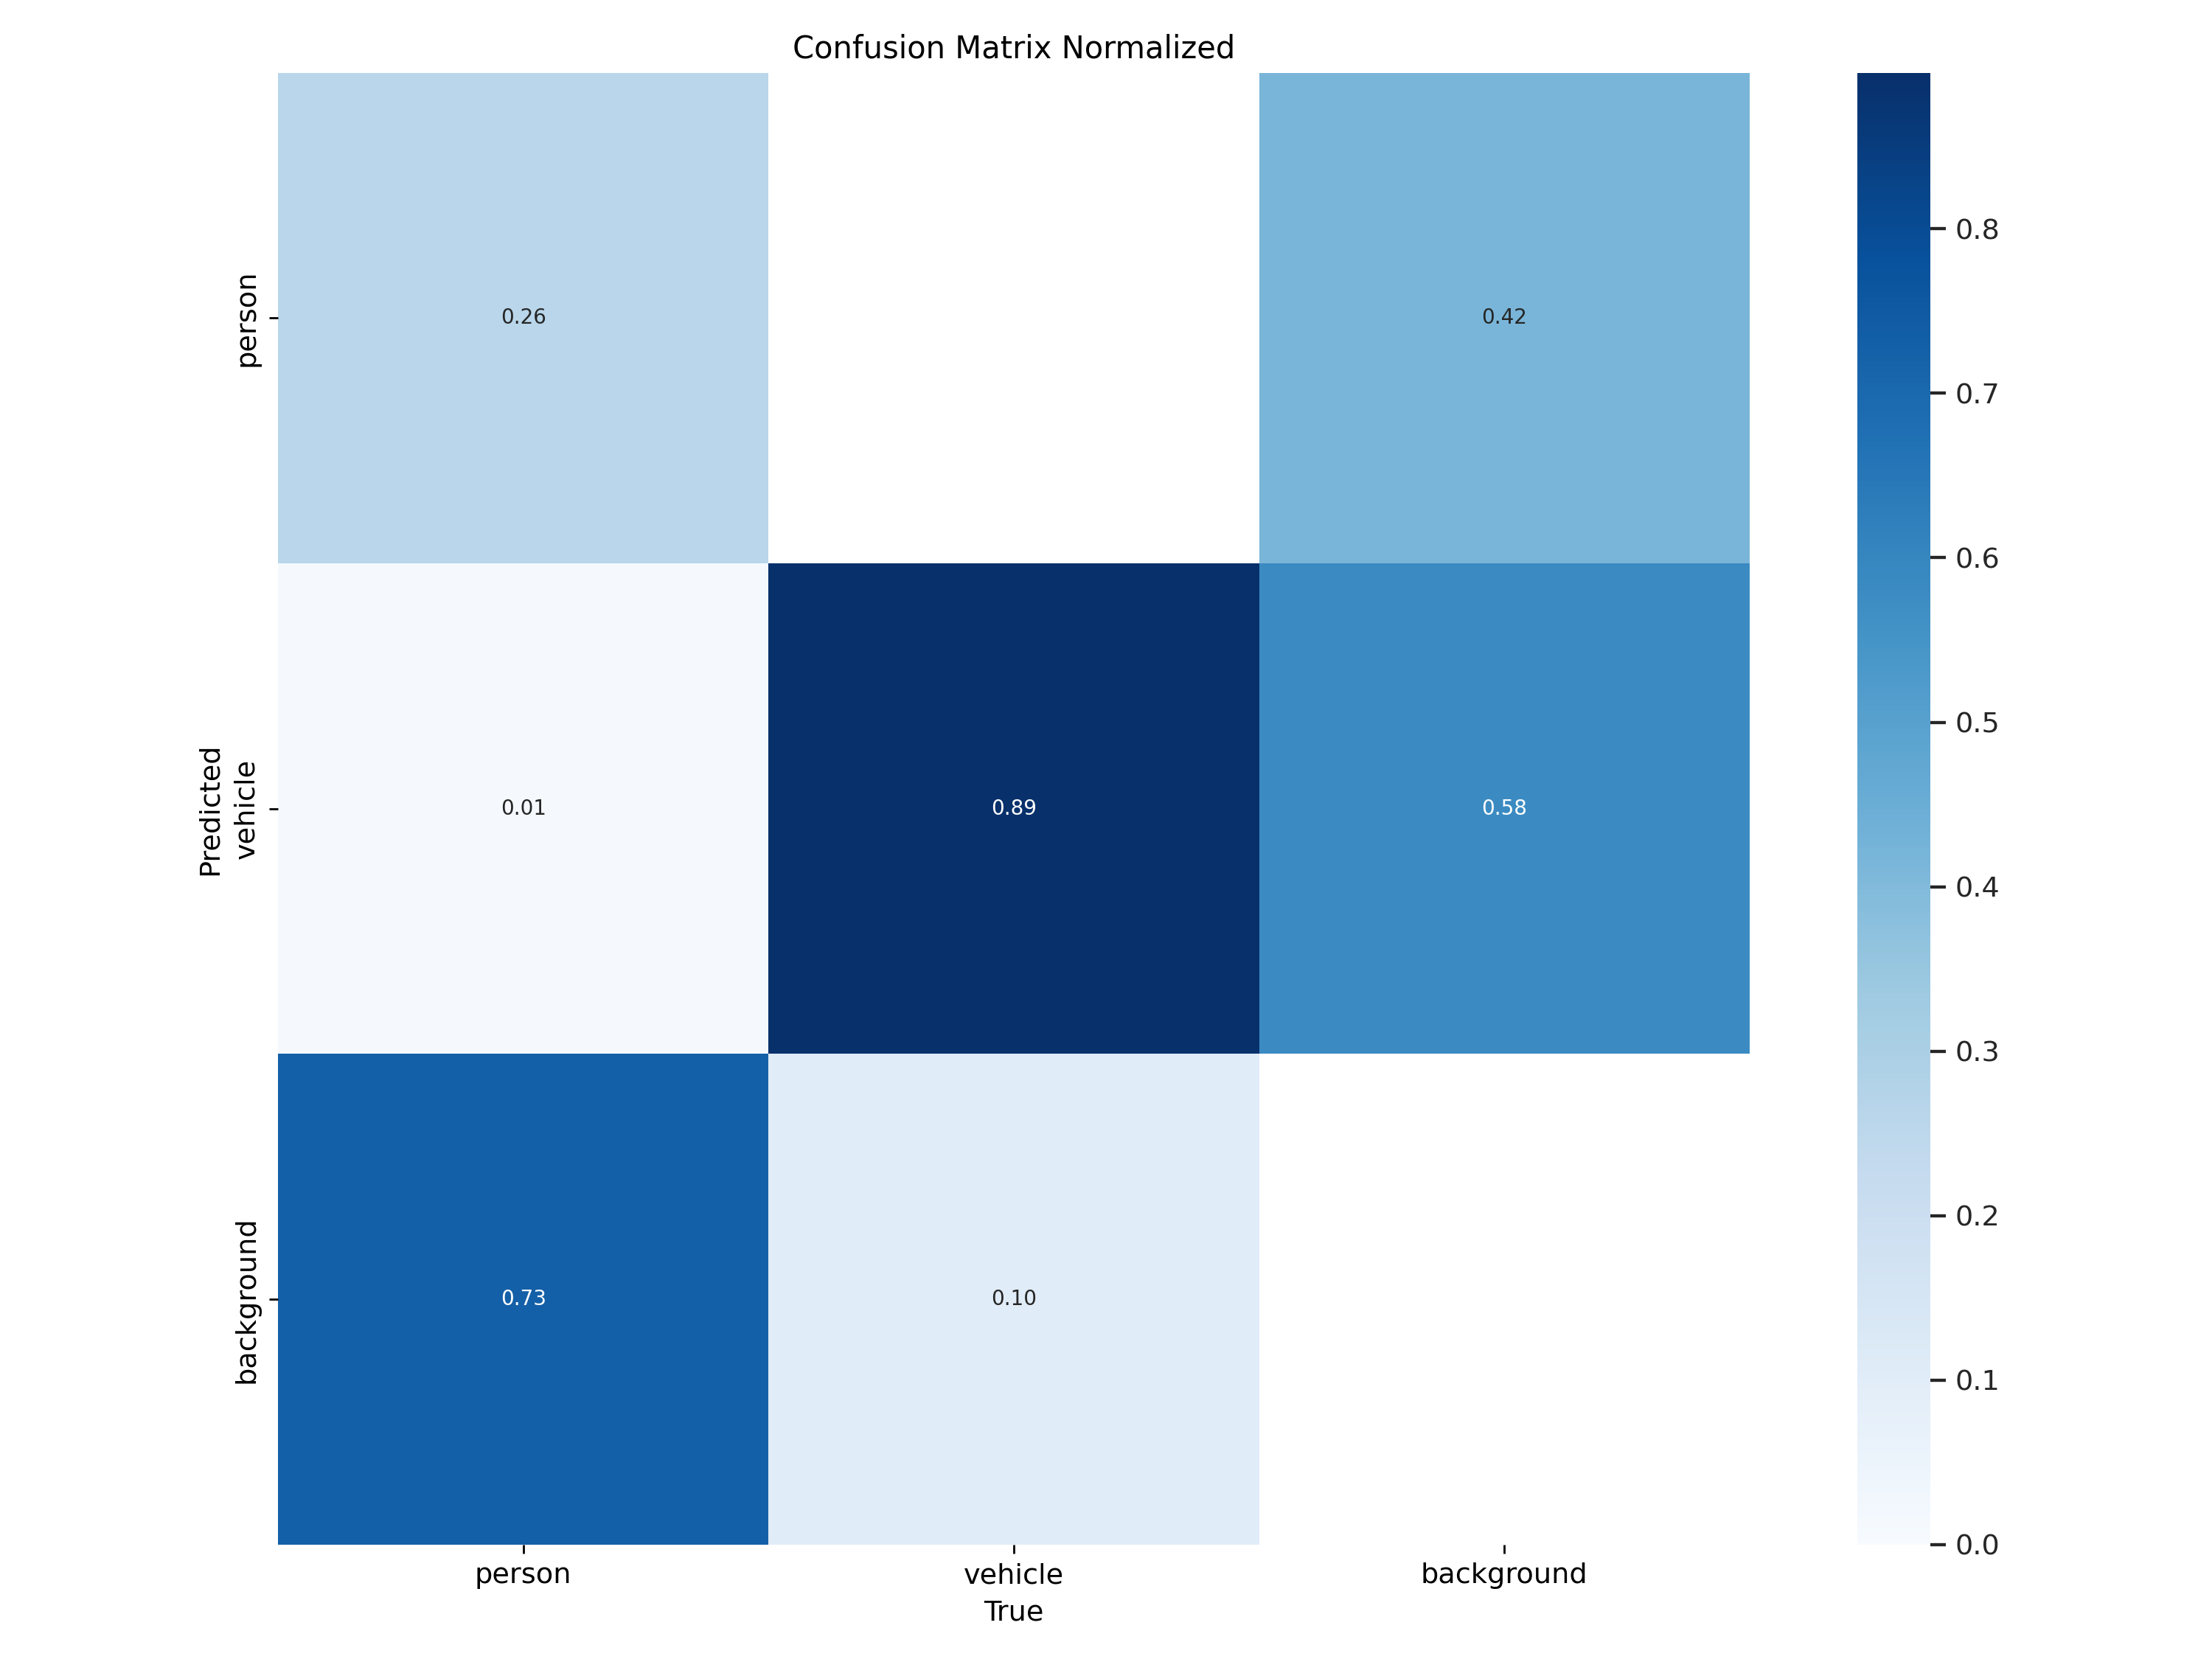 Confusion Matrix Normalized
person
0.26
0.42
Predicted
vehicle
0.01
0.89
0.58
background
0.73
0.10
person
vehicle
background
True
0.8
0.7
0.6
0.5
0.4
0.3
0.2
0.1
0.0